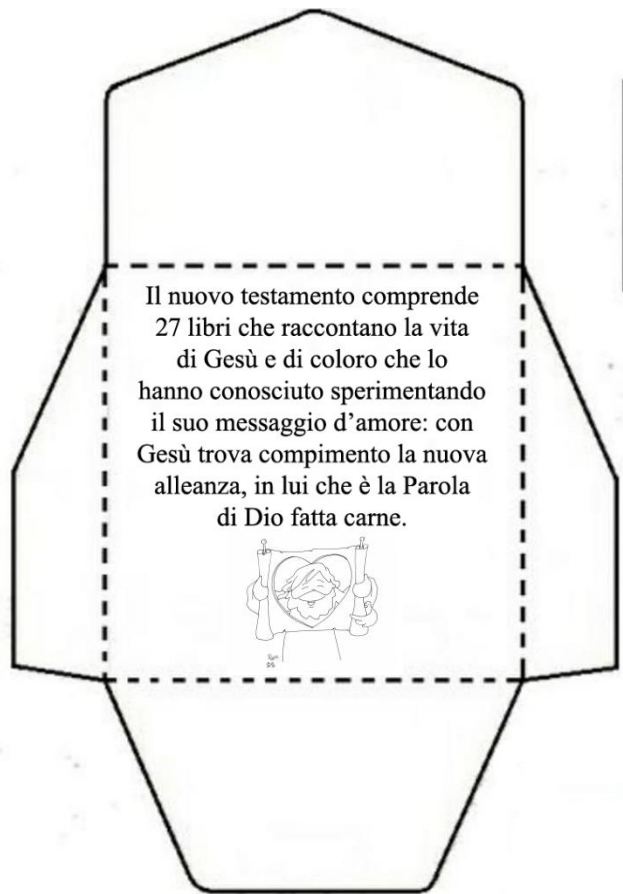 Il nuovo testamento comprende
27 libri che raccontano la vita
di Gesù e di coloro che lo
hanno conosciuto sperimentando
il suo messaggio d’amore: con
Gesù trova compimento la nuova
alleanza, in lui che è la Parola
di Dio fatta carne.